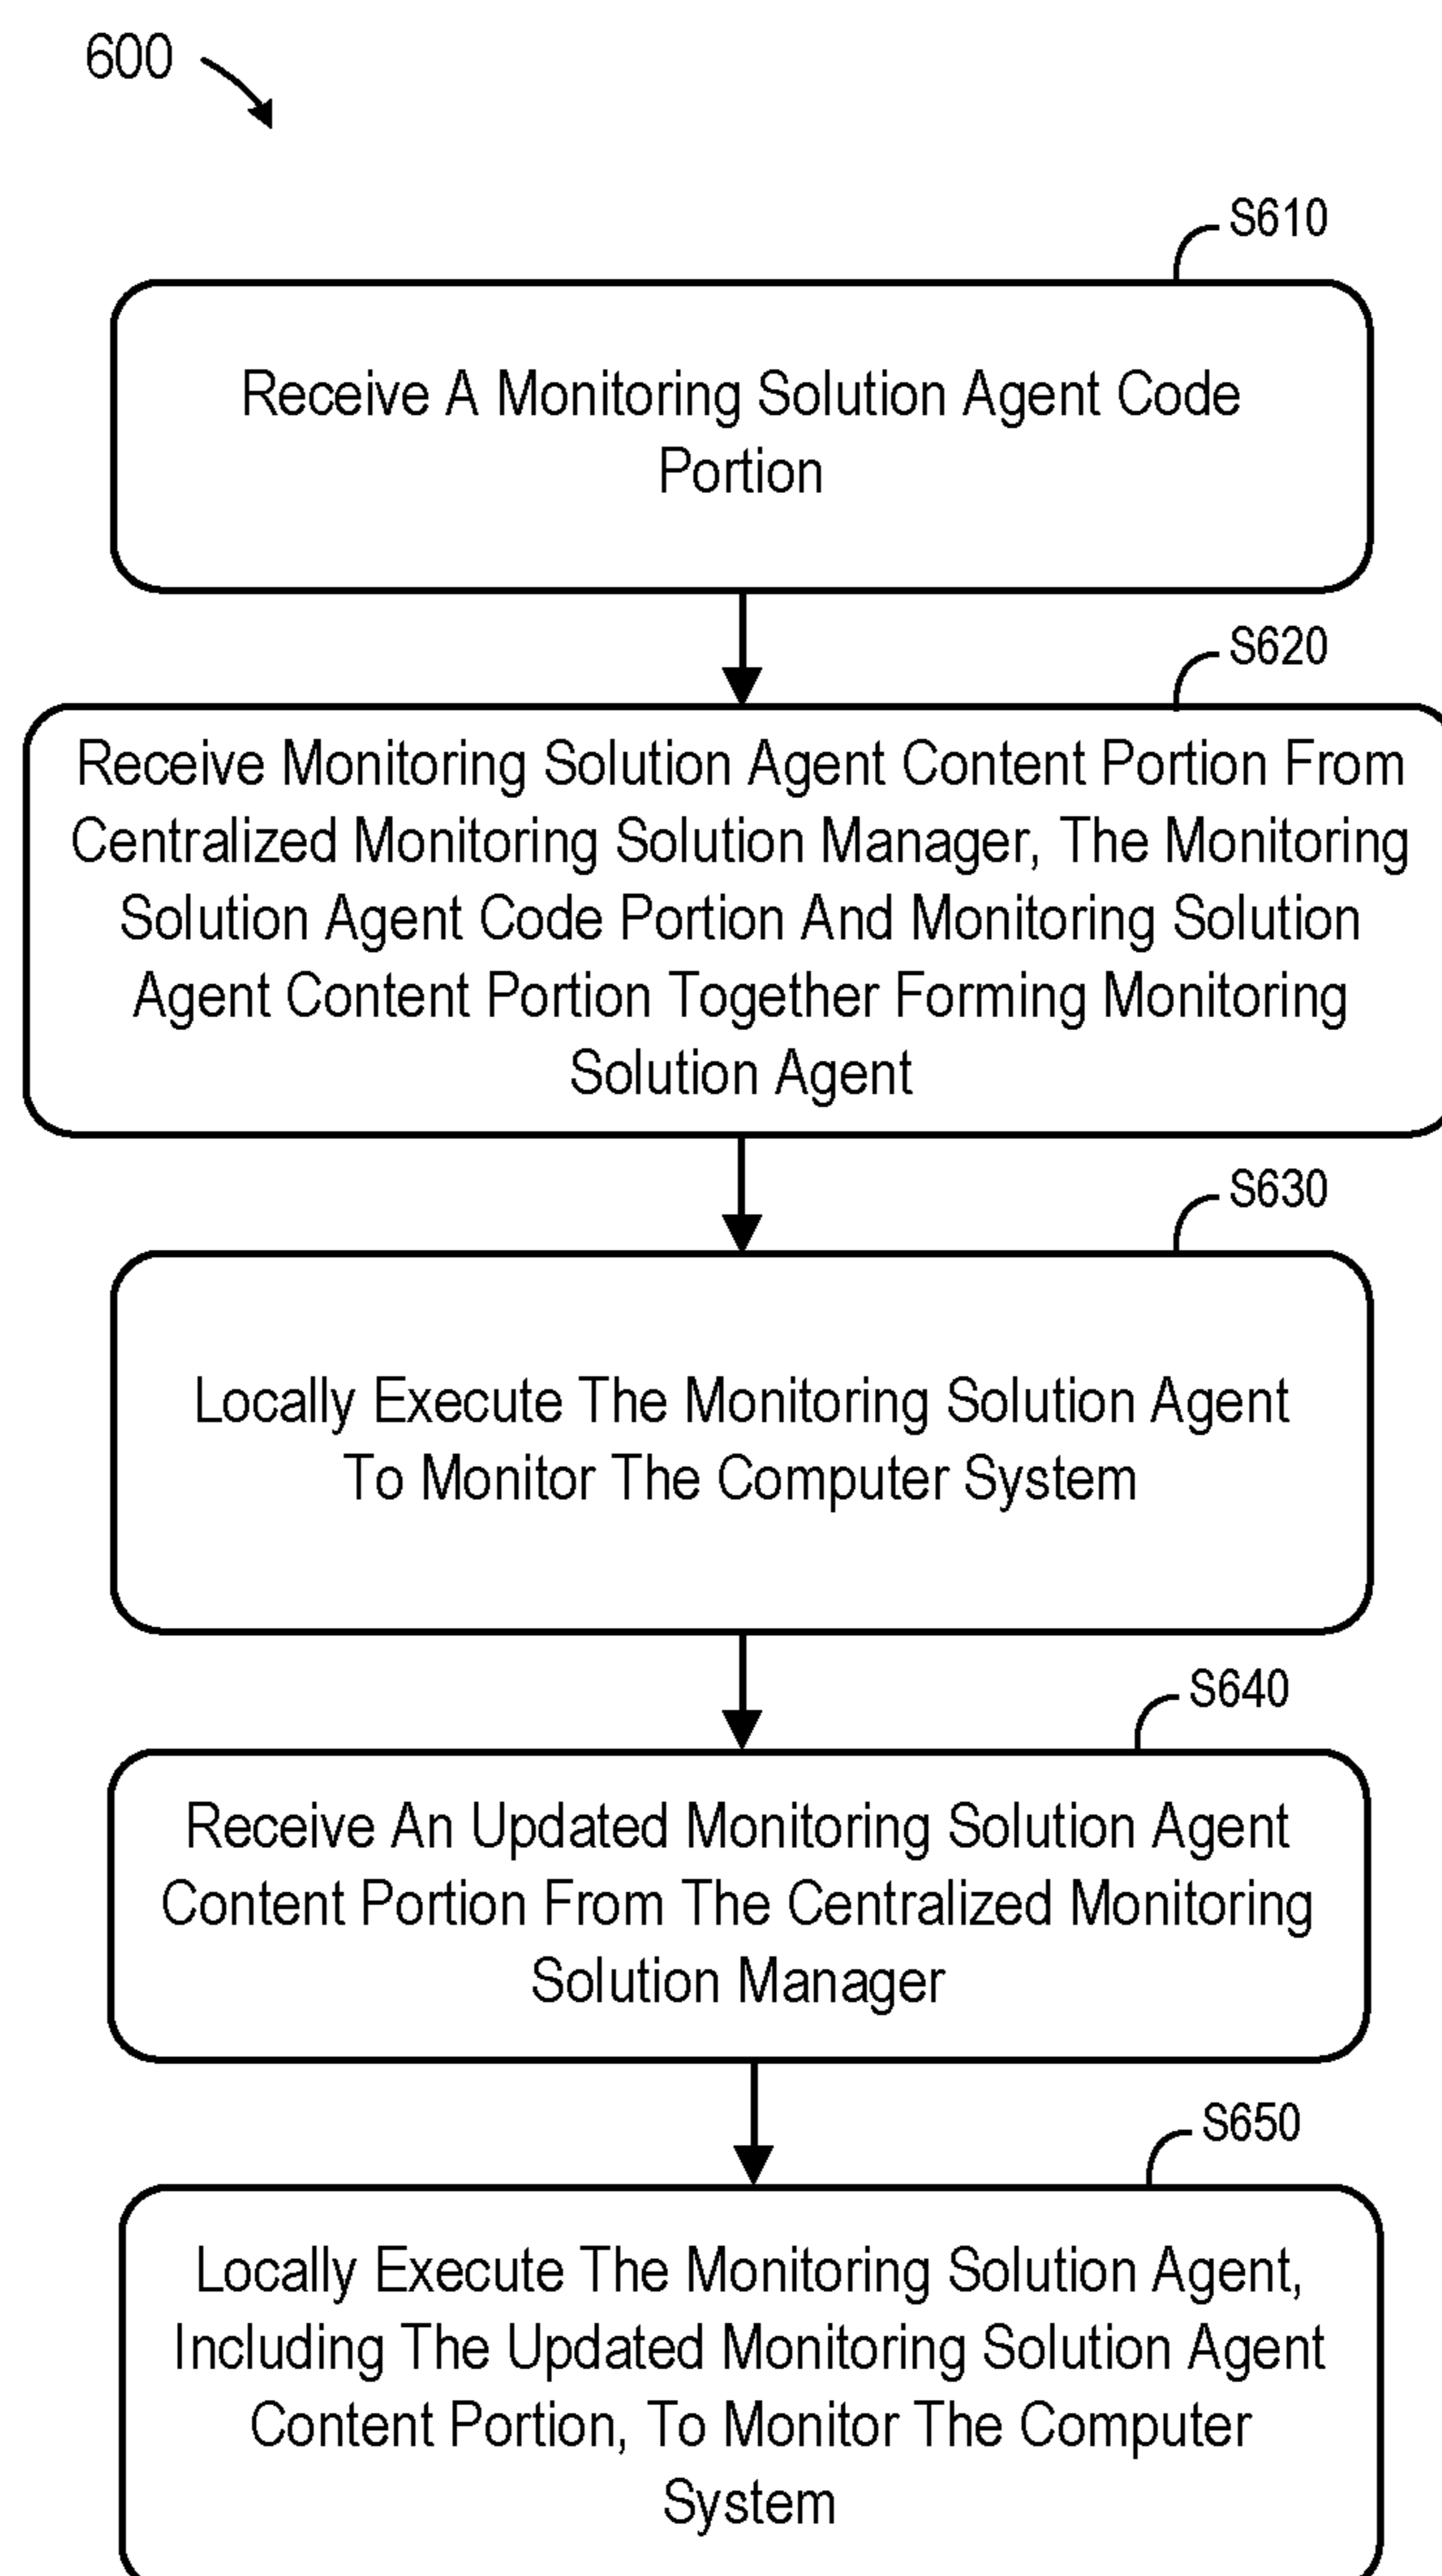 600
S610
Receive A Monitoring Solution Agent Code
Portion
S620
Receive Monitoring Solution Agent Content Portion From
Centralized Monitoring Solution Manager, The Monitoring
Solution Agent Code Portion And Monitoring Solution
Agent Content Portion Together Forming Monitoring
Solution Agent
S630
Locally Execute The Monitoring Solution Agent
To Monitor The Computer System
S640
Receive An Updated Monitoring Solution Agent
Content Portion From The Centralized Monitoring
Solution Manager
S650
Locally Execute The Monitoring Solution Agent,
Including The Updated Monitoring Solution Agent
Content Portion, To Monitor The Computer
System